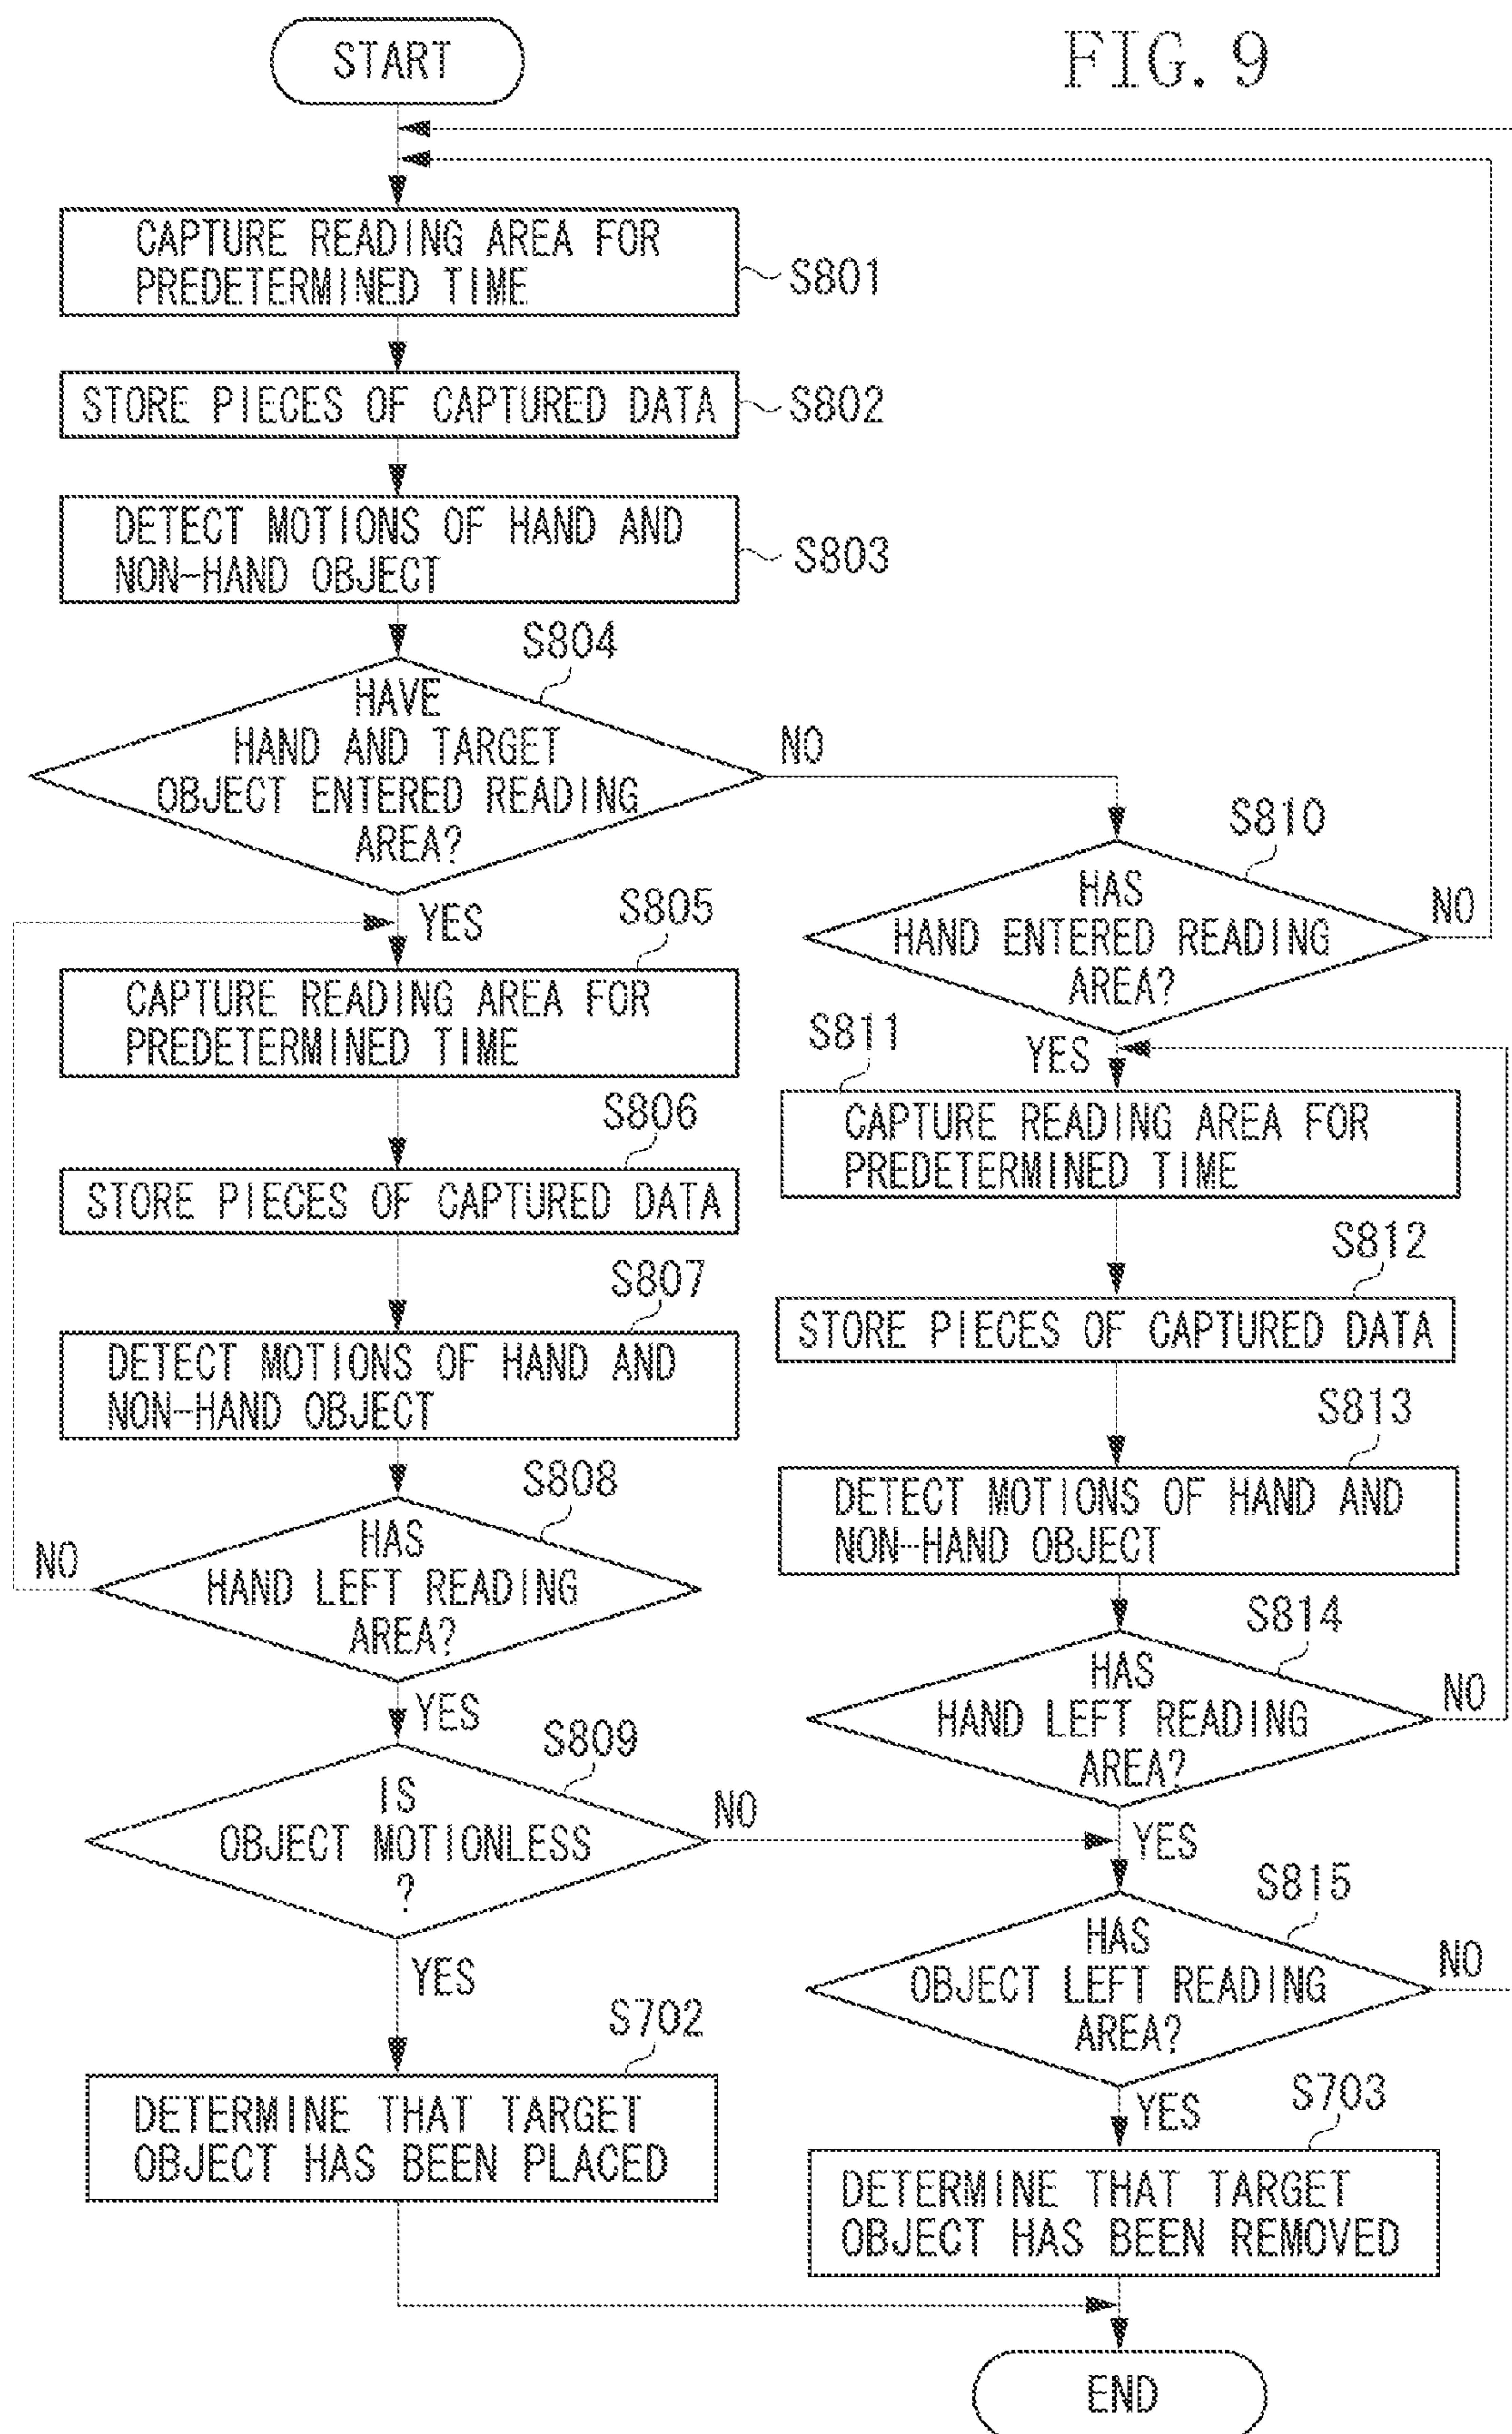 FIG. 9
START
CAPTURE READING AREA FOR
PREDETERMINED TIME
S801
STORE PIECES OF CAPTURED DATA
S802
DETECT MOTIONS OF HAND AND
NON-HAND OBJECT
S803
S804
HAVE
HAND AND TARGET
OBJECT ENTERED READING
AREA?
NO
YES
S805
CAPTURE READING AREA FOR
PREDETERMINED TIME
S806
STORE PIECES OF CAPTURED DATA
S807
DETECT MOTIONS OF HAND AND
NON-HAND OBJECT
S808
HAS
HAND LEFT READING
AREA?
NO
YES
S809
IS
OBJECT MOTIONLESS
?
NO
YES
S702
DETERMINE THAT TARGET
OBJECT HAS BEEN PLACED
S810
HAS
HAND ENTERED READING
AREA?
NO
YES
S811
CAPTURE READING AREA FOR
PREDETERMINED TIME
S812
STORE PIECES OF CAPTURED DATA
S813
DETECT MOTIONS OF HAND AND
NON-HAND OBJECT
S814
HAS
HAND LEFT READING
AREA?
NO
YES
S815
HAS
OBJECT LEFT READING
AREA?
NO
YES
S703
DETERMINE THAT TARGET
OBJECT HAS BEEN REMOVED
END